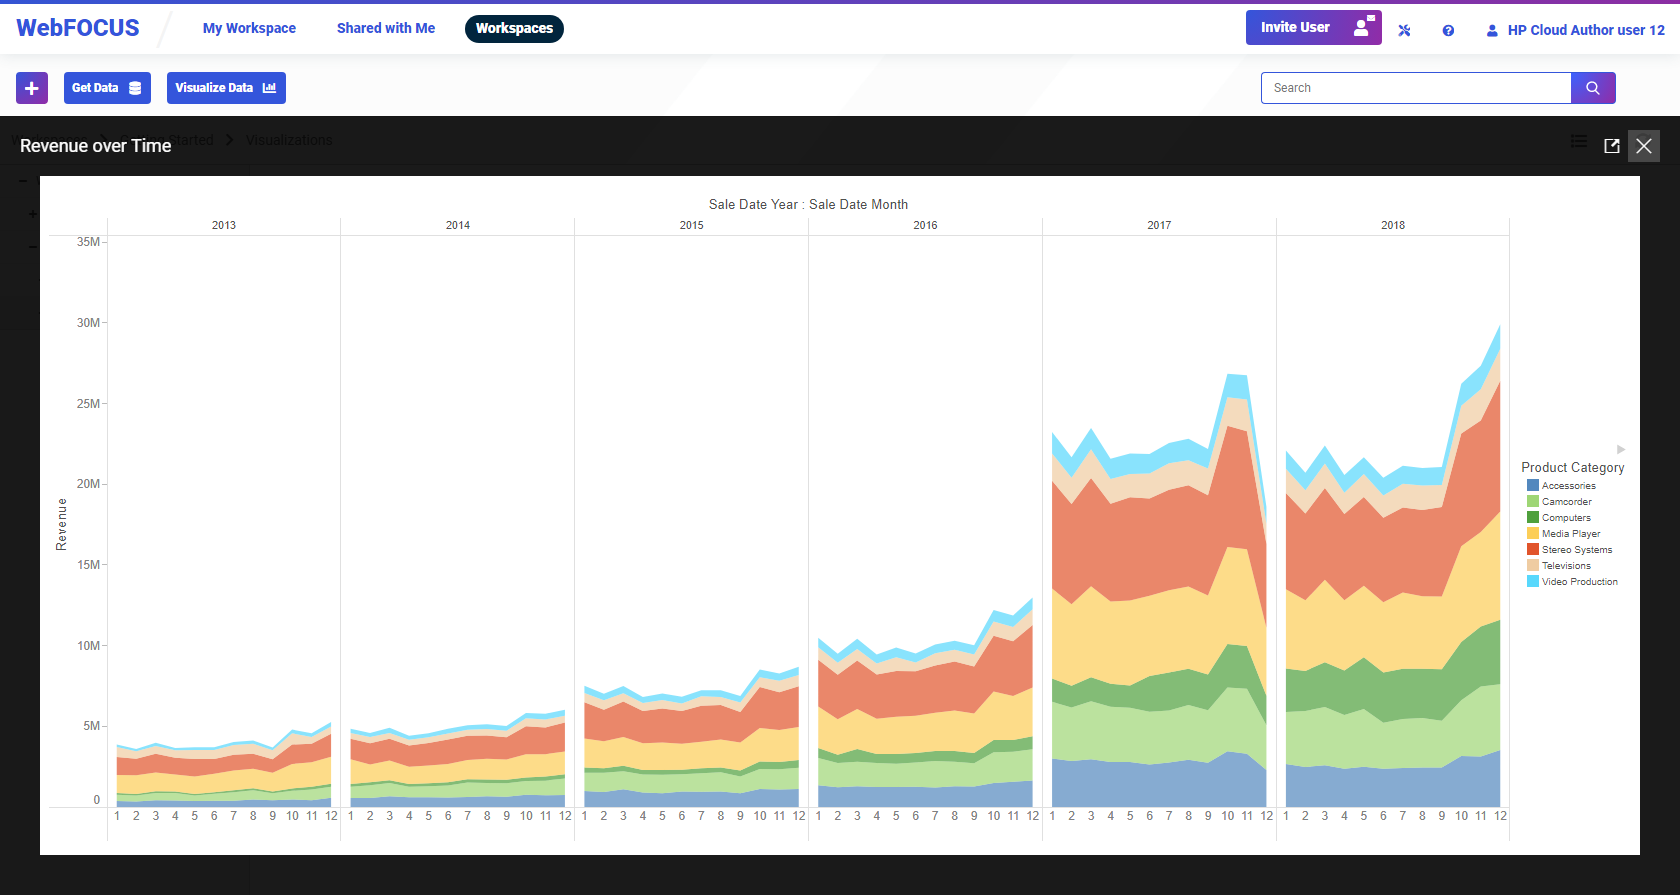 WebFOCUS
My Workspace
Shared with Me
Workspaces
Invite User
HP Cloud Author user 12
Get Data
Visualize Data
Search
Started
Visualizations
Revenue over Time
Sale Date Year : Sale Date Month
2013 2014 2015 2016 2017 2018
35M
30M
25M
20M
15M
10M
5M
0
Revenue
1 2 3 4 5 6 7 8 9 10 11 12 1 2 3 4 5 6 7 8 9 10 11 12 1 2 3 4 5 6 7 8 9 10 11 12 1 2 3 4 5 6 7 8 9 10 11 12 1 2 3 4 5 6 7 8 9 10 11 12 1 2 3 4 5 6 7 8 9 10 11 12
Product Category
Accessories
Camcorder
Computers
Media Player
Stereo Systems
Televisions
Video Production